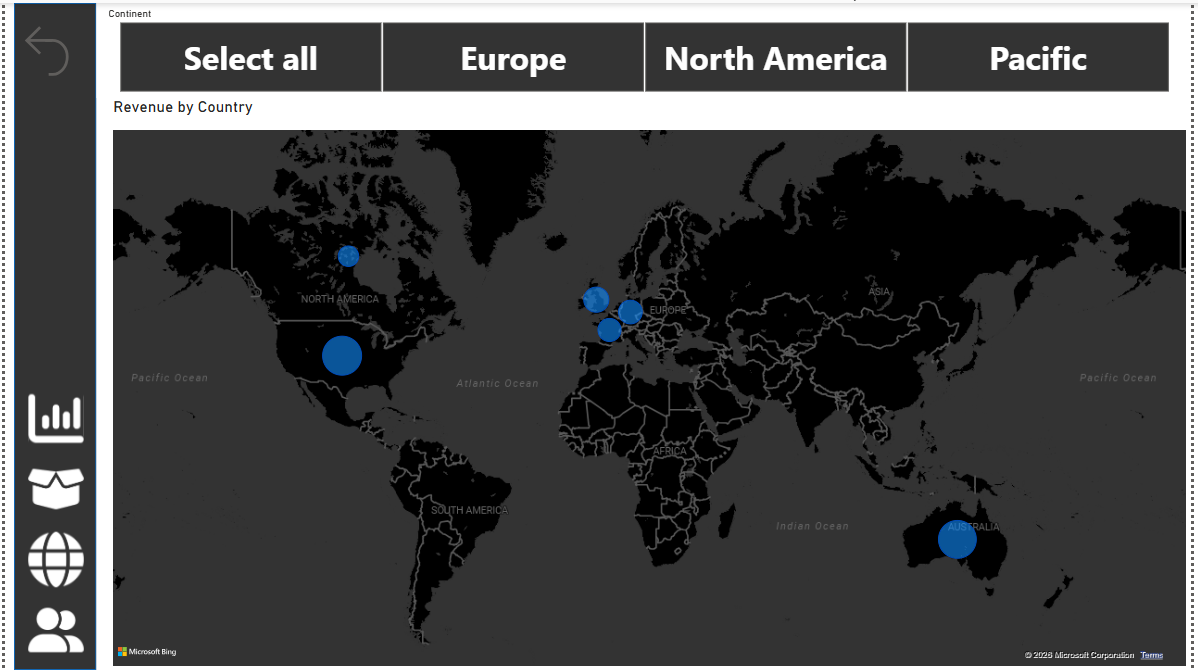 Continent
Select all
Europe
North America
Pacific
Revenue by Country
ASIA
NORTH AMERICA
EUROPE
Pacific Ocean
Atlantic Ocean
Pacific Ocean
AFRICA
SOUTH AMERICA
Indian Ocean
AUSTRALIA
Microsoft Bing
© 2026 Microsoft Corporation Terms